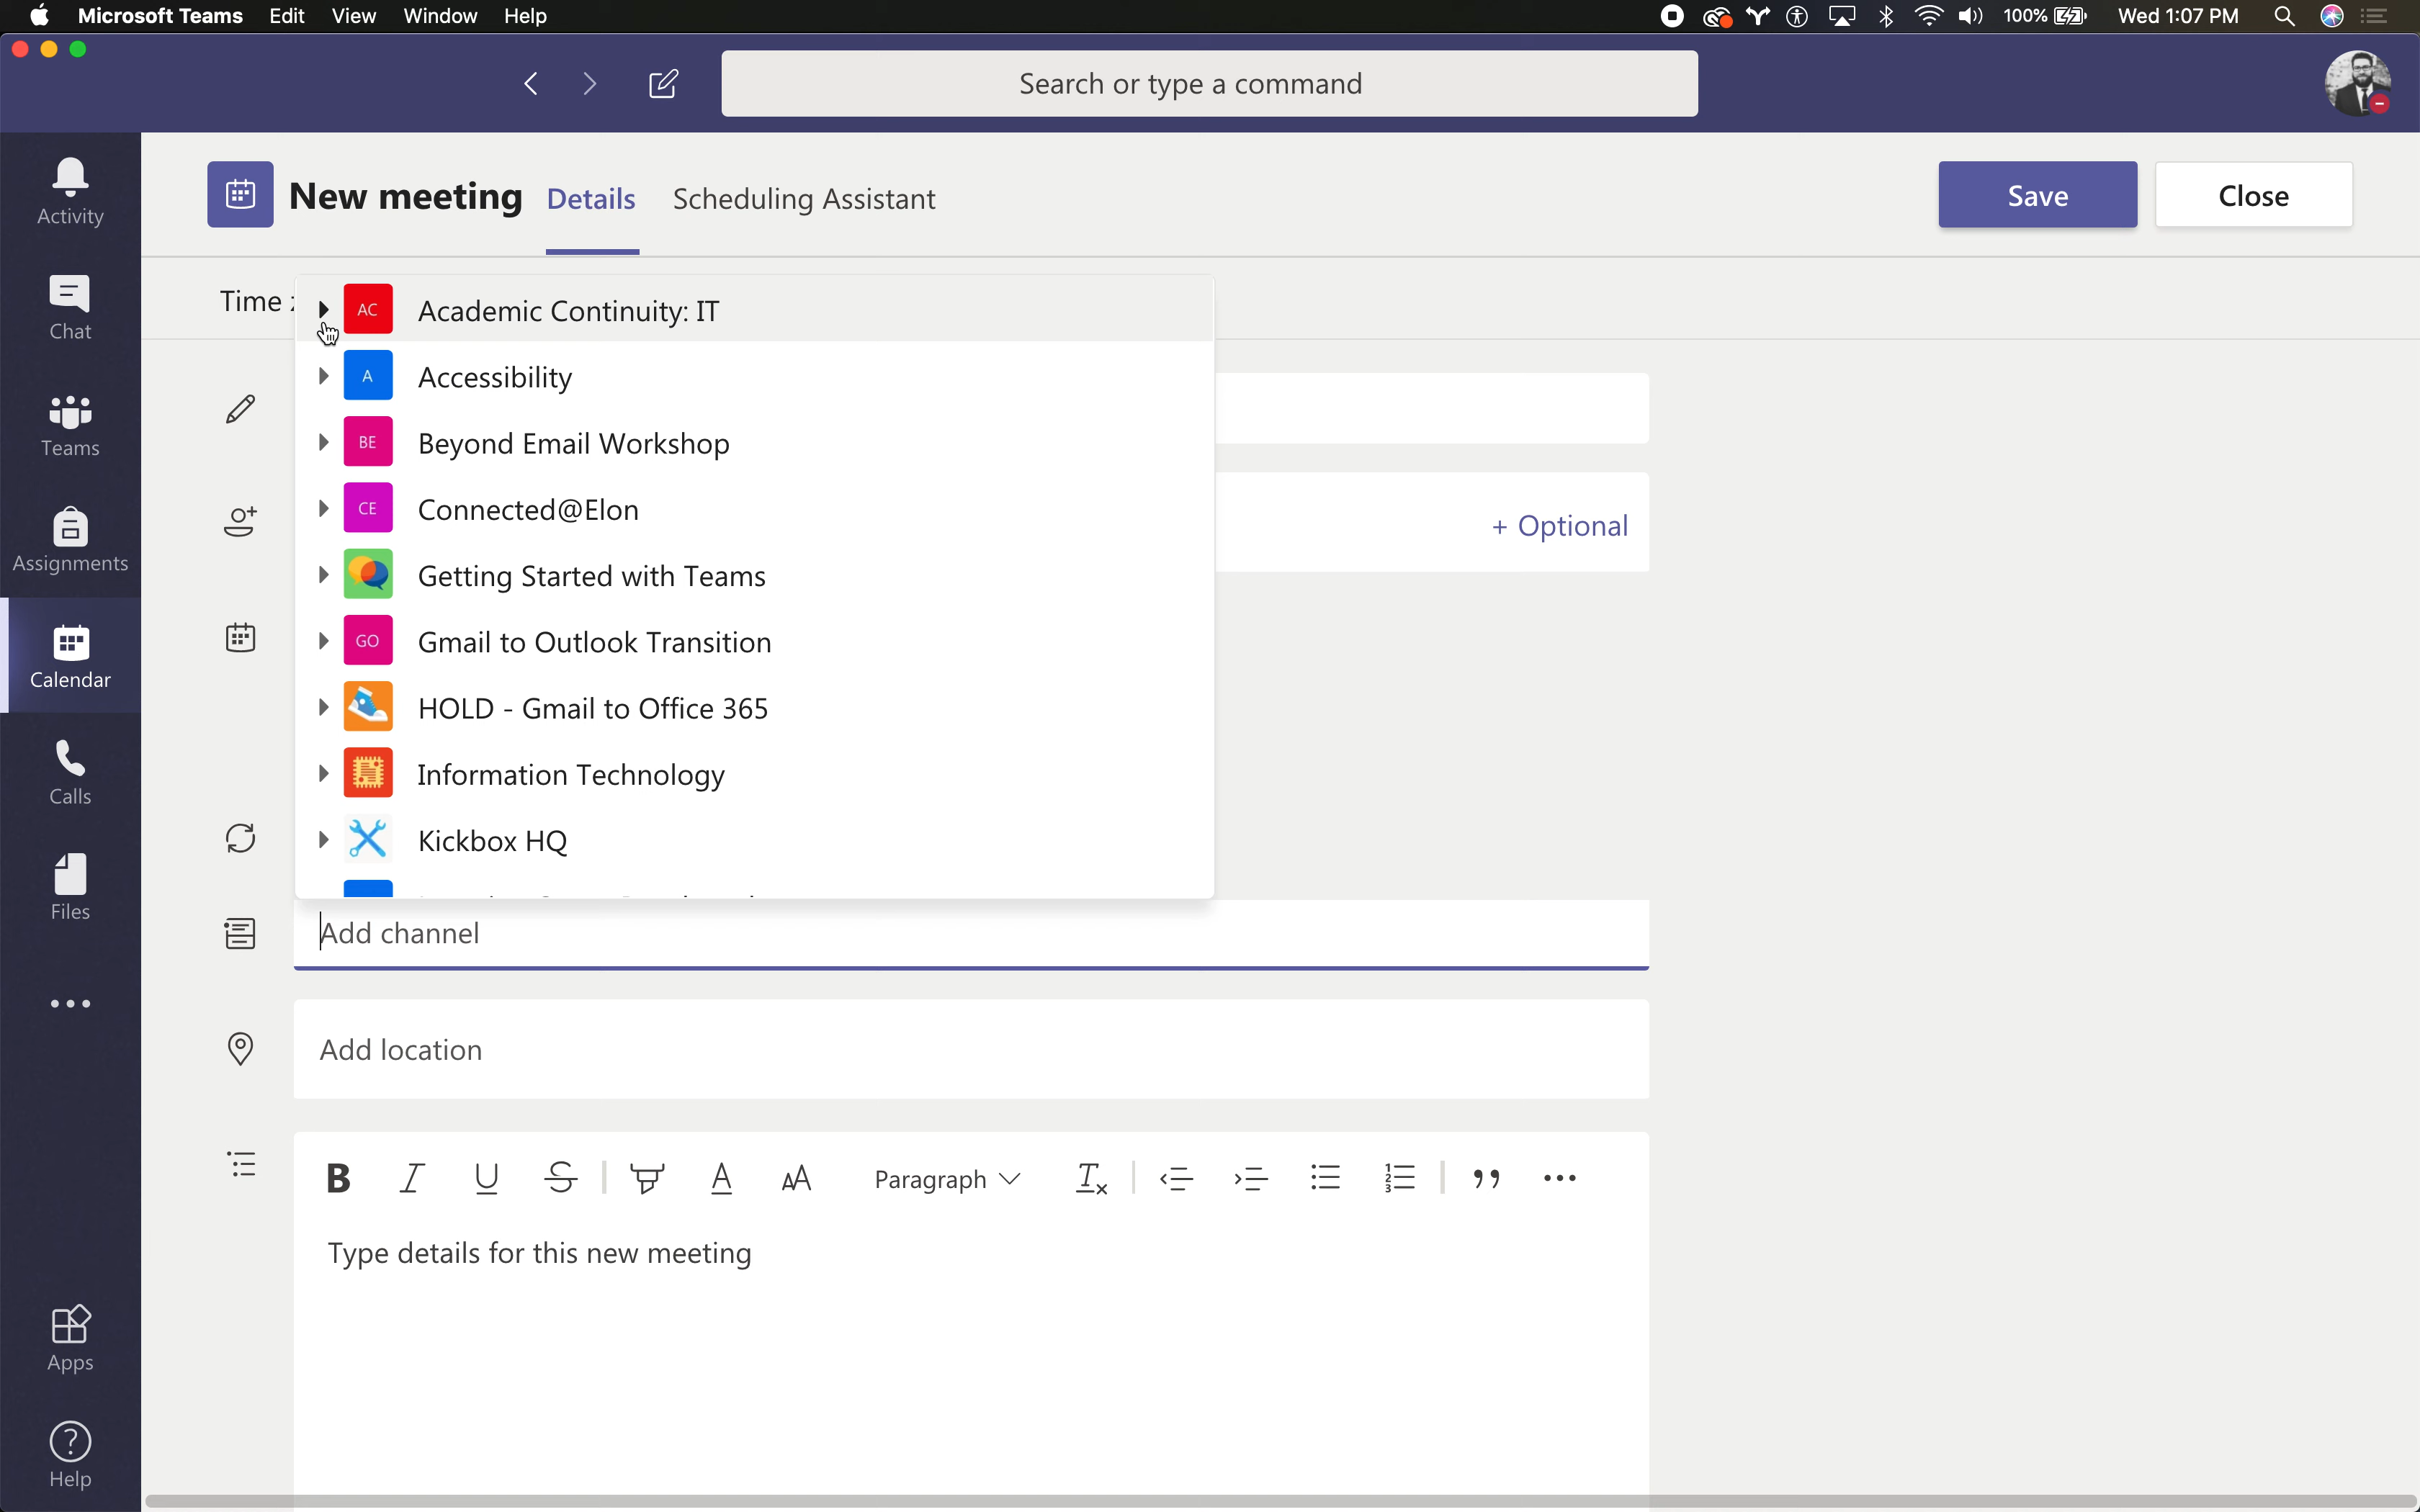 Microsoft Teams Edit View Window Help 100% Wed 1:07 PM
Search or type a command
New meeting Details Scheduling Assistant Save Close
Activity
Chat
Teams
Assignments
Calendar
Calls
Files
Apps
Help
Time
AC Academic Continuity: IT
A Accessibility
BE Beyond Email Workshop
CE Connected@Elon
Getting Started with Teams
GO Gmail to Outlook Transition
HOLD - Gmail to Office 365
Information Technology
Kickbox HQ
+ Optional
Add channel
Add location
B I U S A AA Paragraph
Type details for this new meeting